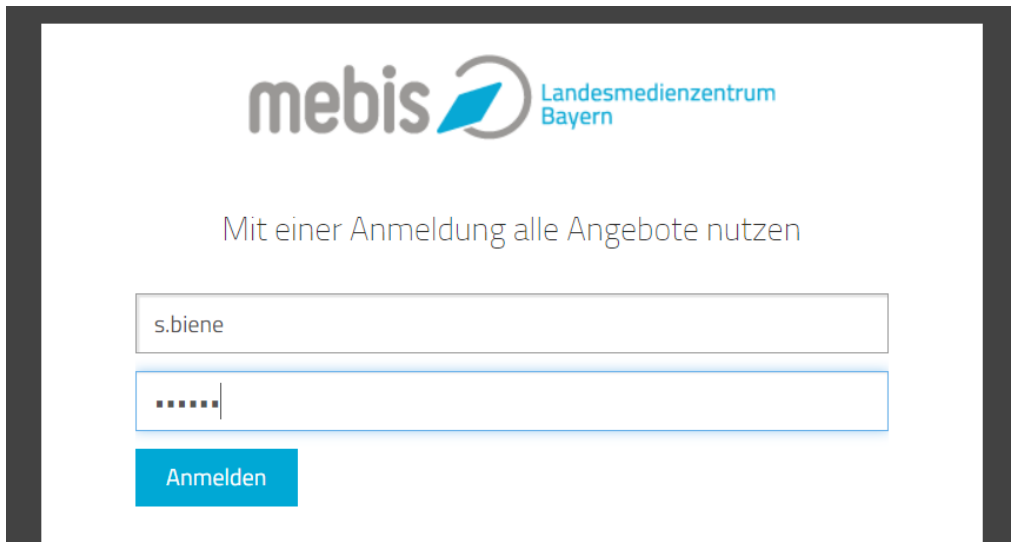 mebis
Landesmedienzentrum
Bayern
Mit einer Anmeldung alle Angebote nutzen
s.biene
▪▪▪▪▪▪
Anmelden